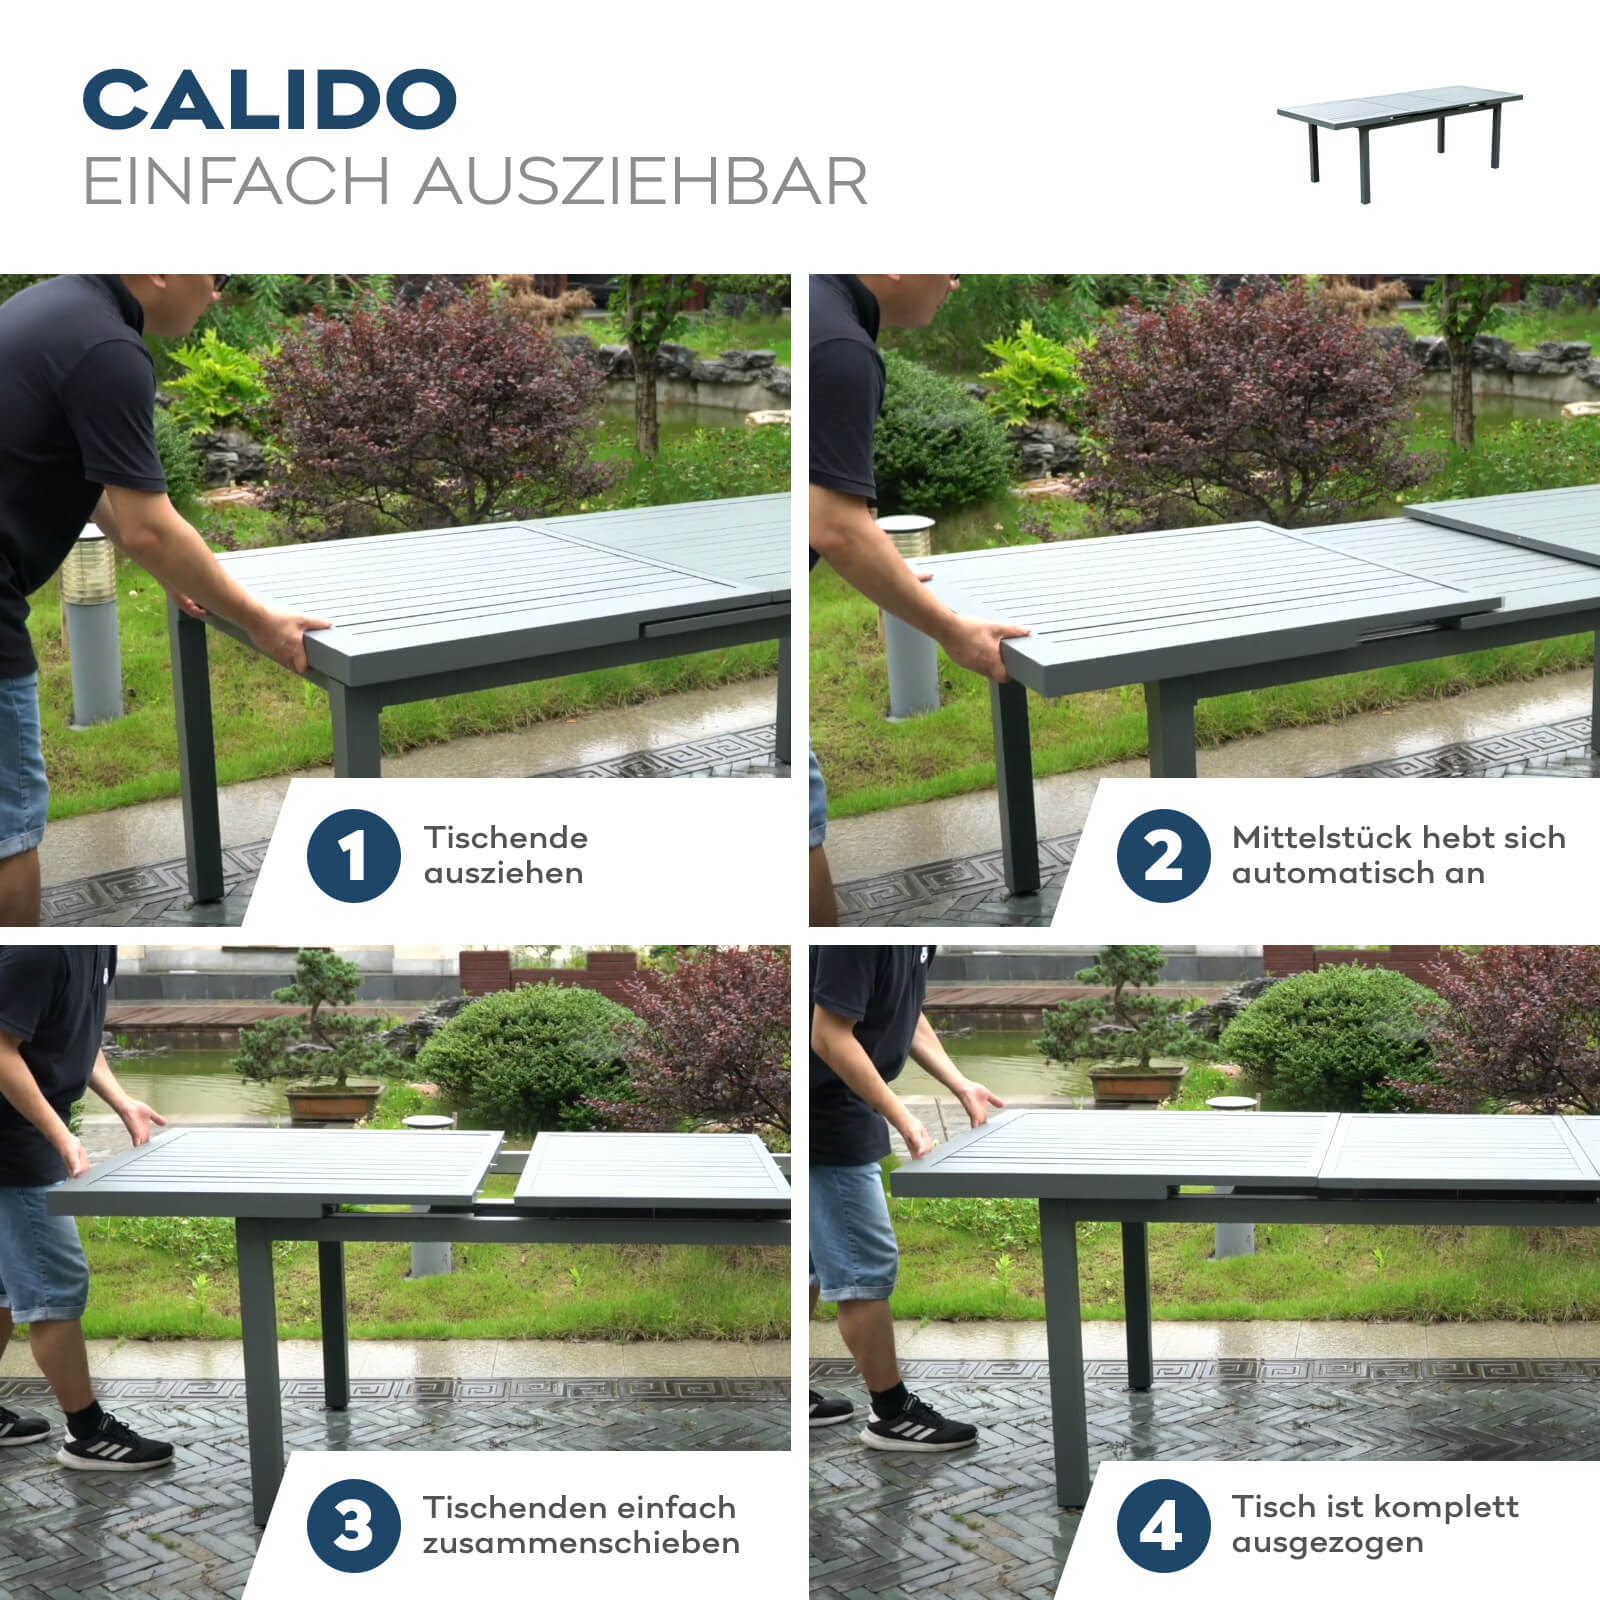 CALIDO
EINFACH AUSZIEHBAR
1
Tischende
ausziehen
2
Mittelstück hebt sich
automatisch an
3
Tischenden einfach
zusammenschieben
4
Tisch ist komplett
ausgezogen